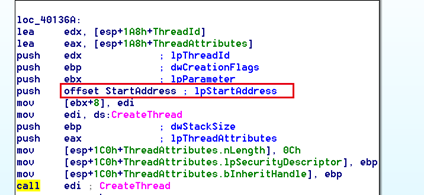 loc_40136A:
lea edx, [esp+1A8h+ThreadId]
lea eax, [esp+1A8h+ThreadAttributes]
push edx ; lpThreadId
push ebp ; dwCreationFlags
push ebx ; lpParameter
push offset StartAddress ; lpStartAddress
mov [ebx+8], edi
mov edi, ds:CreateThread
push ebp ; dwStackSize
push eax ; lpThreadAttributes
mov [esp+1C0h+ThreadAttributes.nLength], 0Ch
mov [esp+1C0h+ThreadAttributes.lpSecurityDescriptor], ebp
mov [esp+1C0h+ThreadAttributes.bInheritHandle], ebp
call edi ; CreateThread